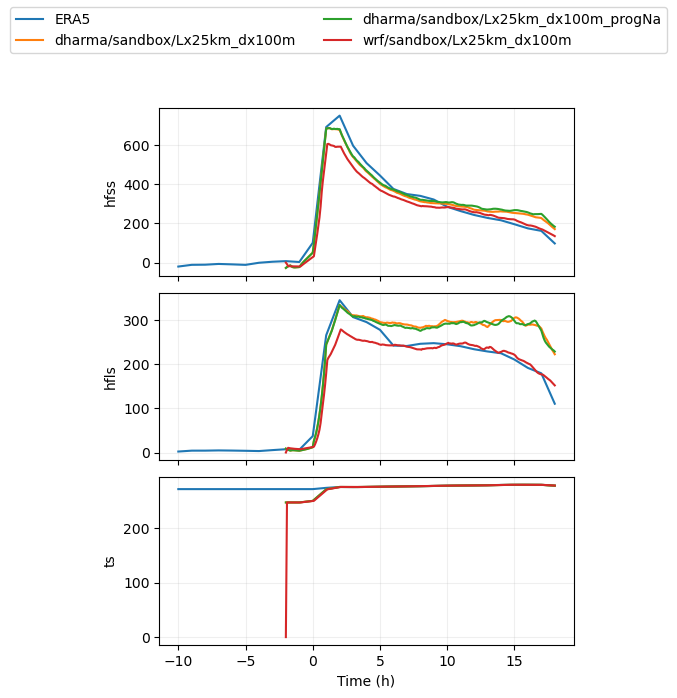 ERA5
dharma/sandbox/Lx25km_dx100m
dharma/sandbox/Lx25km_dx100m_progNa
wrf/sandbox/Lx25km_dx100m
600
400
200
0
hfss
300
200
100
0
hfls
200
100
0
ts
−10
−5
0
5
10
15
Time (h)